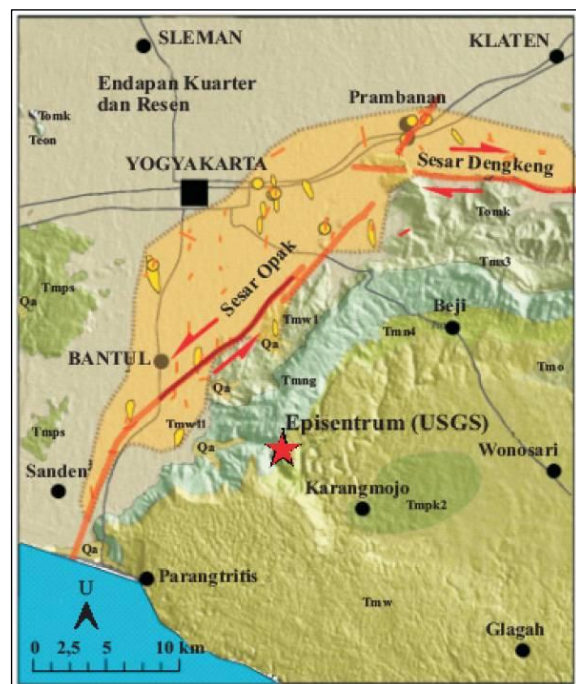 SLEMAN
KLATEN
Endapan Kuarter
dan Resen
Tomk
Teon
Prambanan
YOGYAKARTA
Sesar Dengkeng
Tomk
Tmps
Qa
Sesar Opak
Tms3
Beji
Tmw1
Qa
Tmn4
BANTUL
Qa
Tmng
Tmo
Tmwl1
Episentrum (USGS)
Tmps
Wonosari
Sanden
Karangmojo
Tmpk2
Qa
Parangtritis
U
Tmw
Glagah
0 2,5 5 10 km